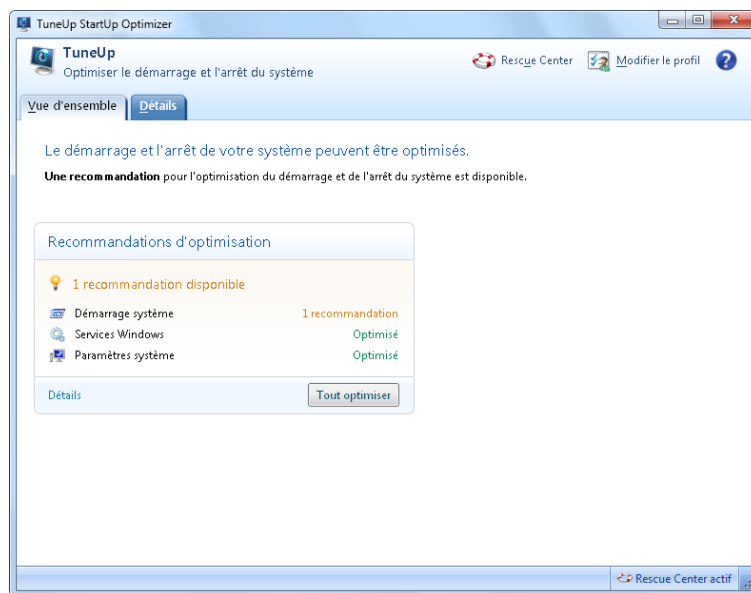 TuneUp StartUp Optimizer
TuneUp
Optimiser le démarrage et l'arrêt du système
Rescue Center
Modifier le profil
?
Vue d'ensemble
Détails
Le démarrage et l'arrêt de votre système peuvent être optimisés.
Une recommandation pour l'optimisation du démarrage et de l'arrêt du système est disponible.
Recommandations d'optimisation
1 recommandation disponible
Démarrage système 1 recommandation
Services Windows Optimisé
Paramètres système Optimisé
Détails
Tout optimiser
Rescue Center actif